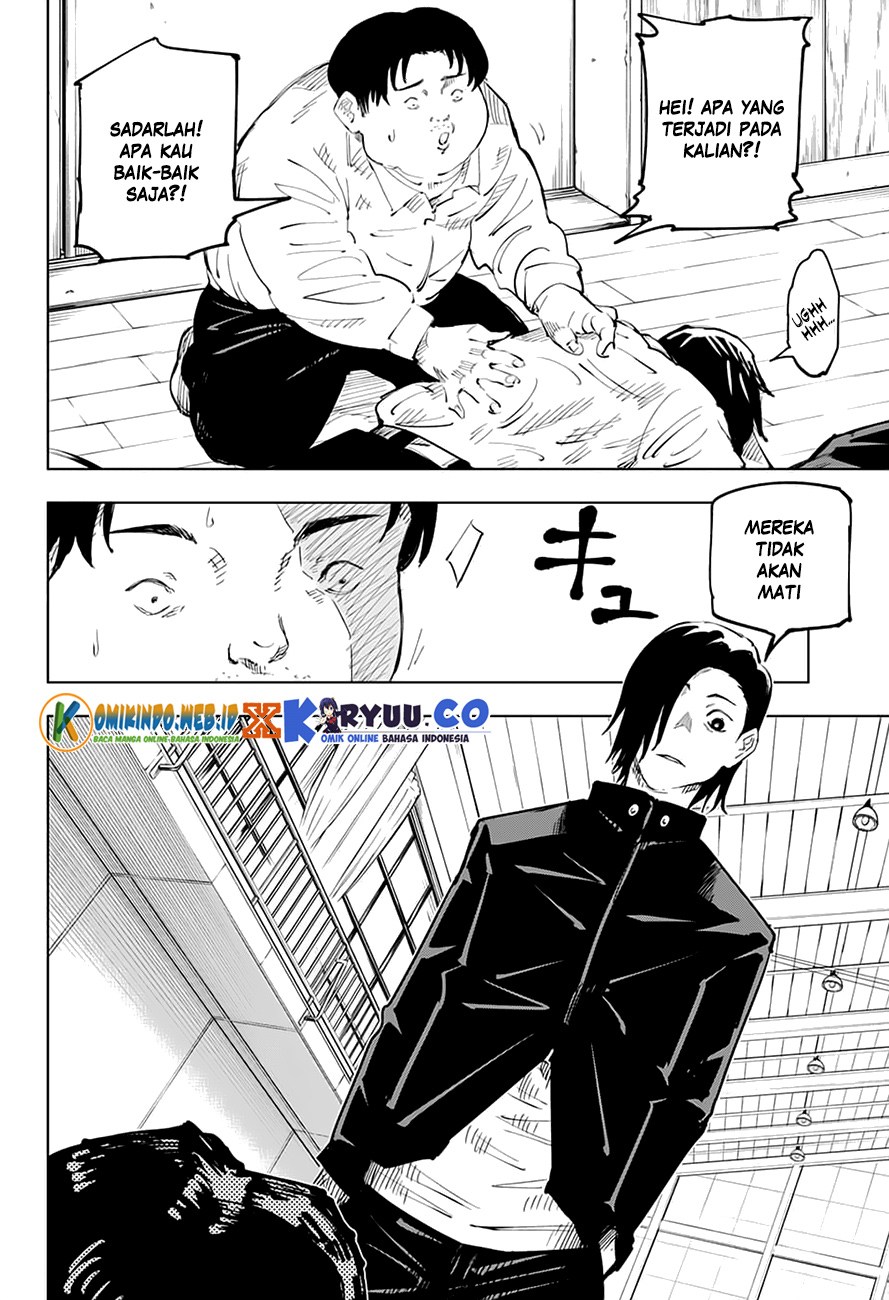 HEI! APA YANG
TERJADI PADA
KALIAN?!
SADARLAH!
APA KAU
BAIK-BAIK
SAJA?!
UGHH
HHH...
MEREKA
TIDAK
AKAN
MATI
キュ
KOMIKINDO.WEB.ID X KIRYUU.CO
BACA MANGA ONLINE BAHASA INDONESIA
OMIK ONLINE BAHASA INDONESIA